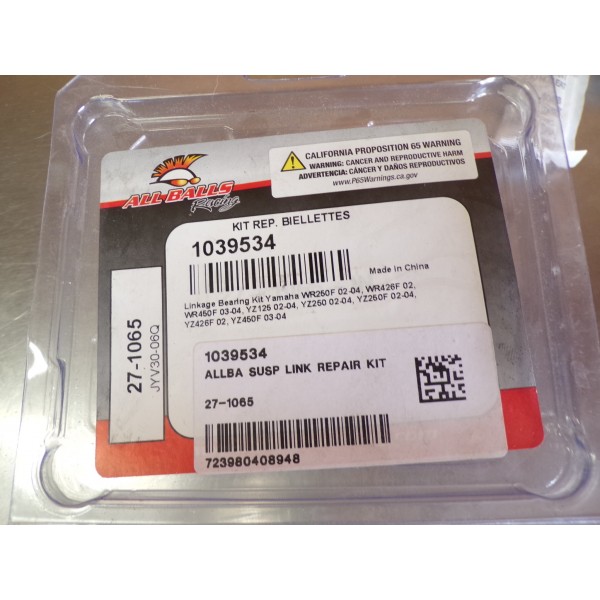 ALL BALLS
Racing
CALIFORNIA PROPOSITION 65 WARNING
WARNING: CANCER AND REPRODUCTIVE HARM
ADVERTENCIA: CÁNCER Y DAÑOS REPRODUCTIVOS
www.P65Warnings.ca.gov
KIT REP. BIELLETTES
1039534
Made in China
Linkage Bearing Kit Yamaha WR250F 02-04, WR426F 02,
WR450F 03-04, YZ125 02-04, YZ250 02-04, YZ250F 02-04,
YZ426F 02, YZ450F 03-04
27-1065
JYV30-06Q
1039534
ALLBA SUSP LINK REPAIR KIT
27-1065
723980408948